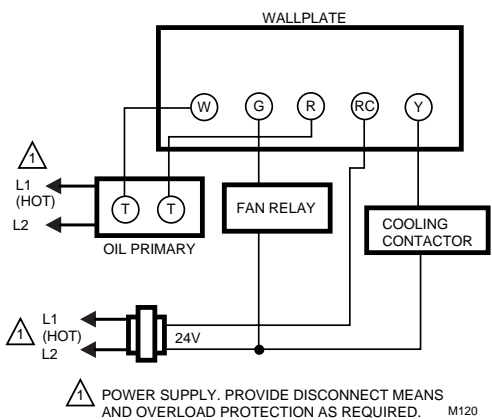 WALLPLATE
W G R RC Y
1
L1
(HOT)
L2
T T
OIL PRIMARY
FAN RELAY
COOLING
CONTACTOR
1
L1
(HOT)
L2
24V
1 POWER SUPPLY. PROVIDE DISCONNECT MEANS
AND OVERLOAD PROTECTION AS REQUIRED. M120